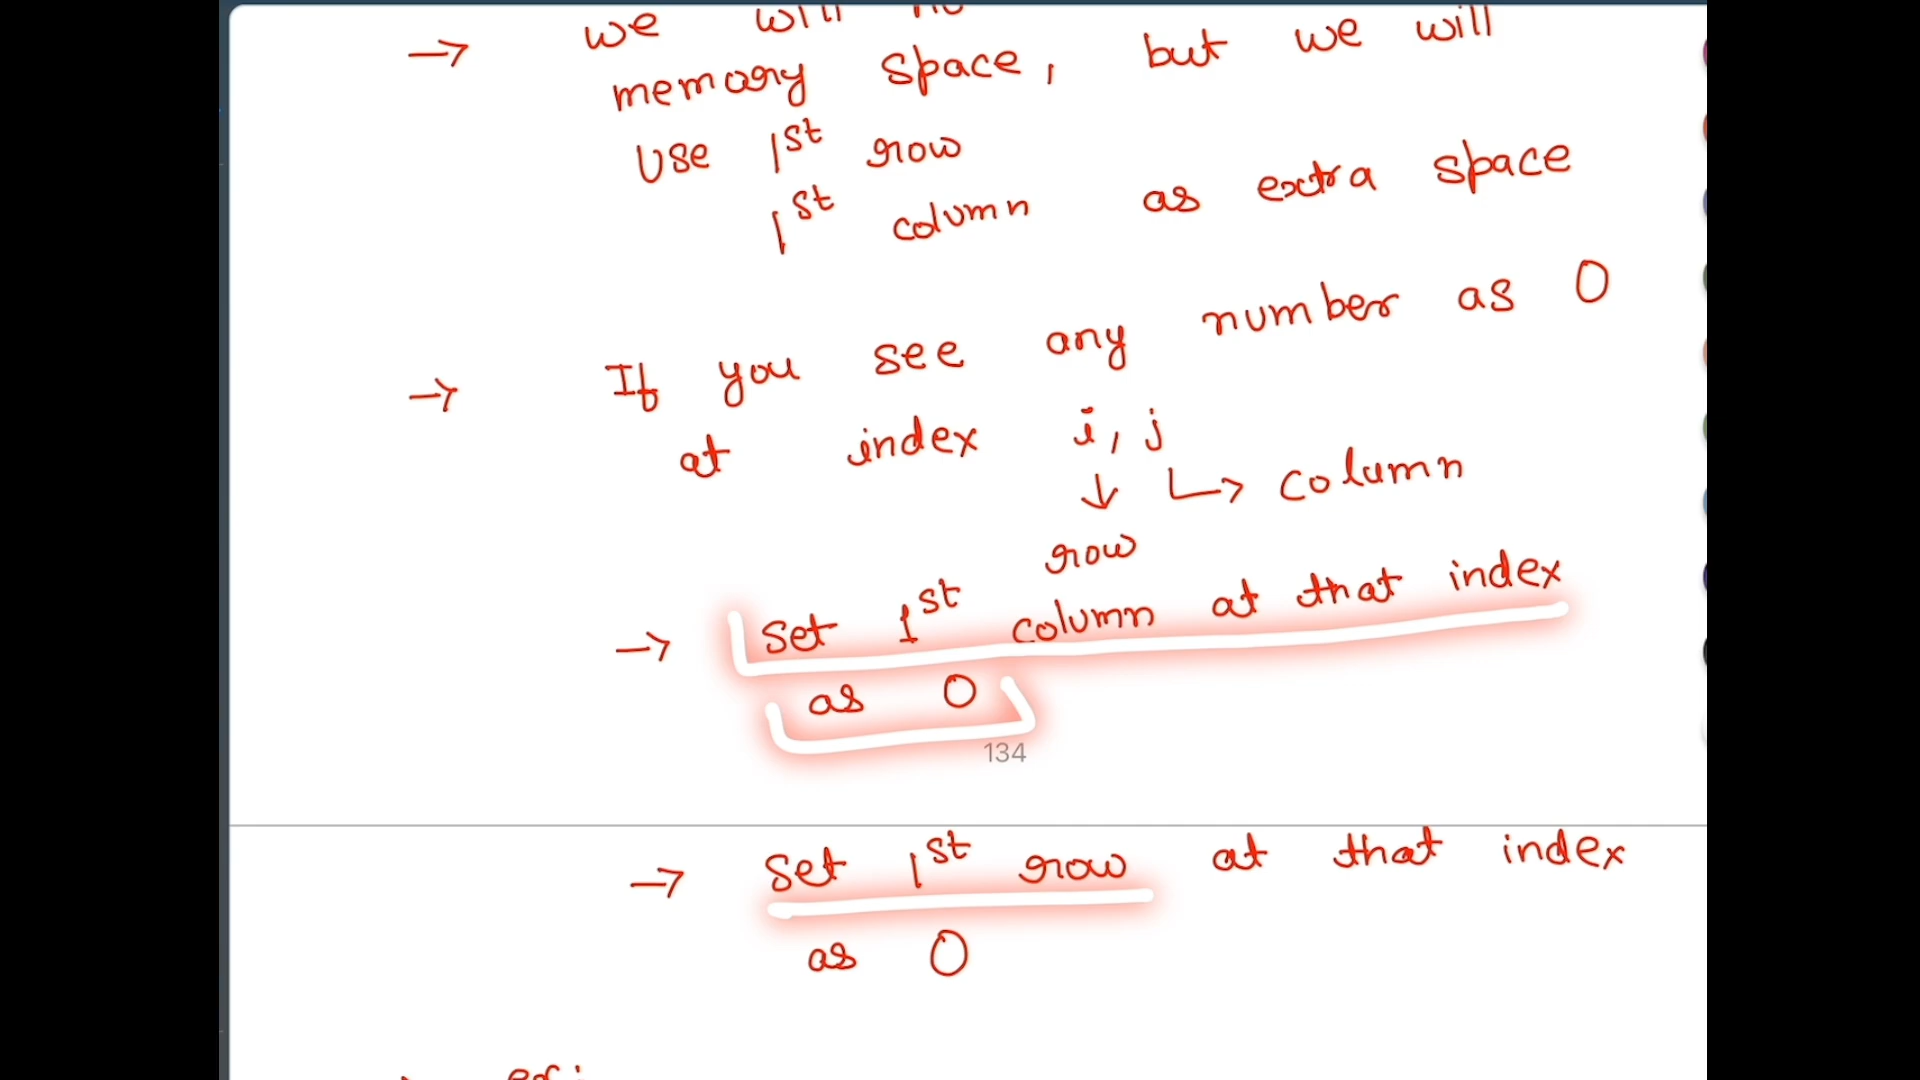 → we will
memory space, but we will
use 1st row
1st column as extra space
→ If you see any number as 0
at index i, j
↓ ↳ column
row
→ Set 1st column at that index
as 0
134
→ Set 1st row at that index
as 0